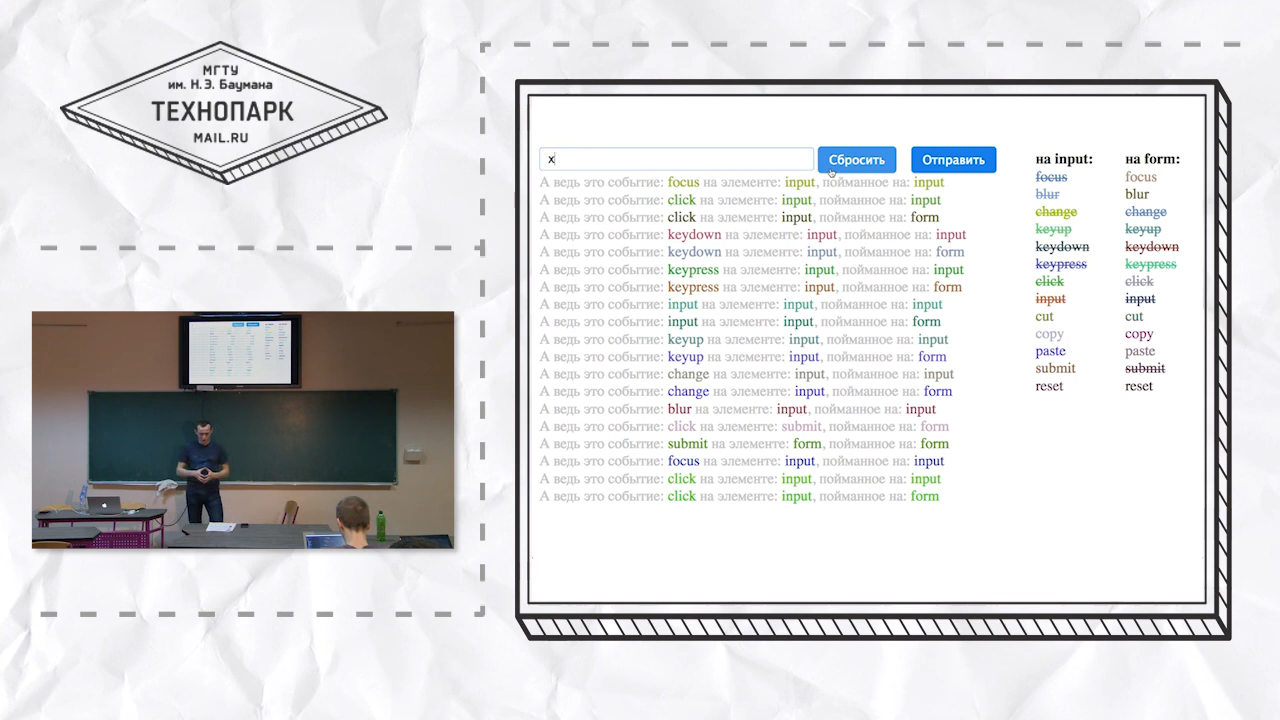 МГТУ
им. Н.Э. Баумана
ТЕХНОПАРК
MAIL.RU
x Сбросить Отправить
А ведь это событие: focus на элементе: input, пойманное на: input
А ведь это событие: click на элементе: input, пойманное на: input
А ведь это событие: click на элементе: input, пойманное на: form
А ведь это событие: keydown на элементе: input, пойманное на: input
А ведь это событие: keydown на элементе: input, пойманное на: form
А ведь это событие: keypress на элементе: input, пойманное на: input
А ведь это событие: keypress на элементе: input, пойманное на: form
А ведь это событие: input на элементе: input, пойманное на: input
А ведь это событие: input на элементе: input, пойманное на: form
А ведь это событие: keyup на элементе: input, пойманное на: input
А ведь это событие: keyup на элементе: input, пойманное на: form
А ведь это событие: change на элементе: input, пойманное на: input
А ведь это событие: change на элементе: input, пойманное на: form
А ведь это событие: blur на элементе: input, пойманное на: input
А ведь это событие: click на элементе: submit, пойманное на: form
А ведь это событие: submit на элементе: form, пойманное на: form
А ведь это событие: focus на элементе: input, пойманное на: input
А ведь это событие: click на элементе: input, пойманное на: input
А ведь это событие: click на элементе: input, пойманное на: form
на input:
focus
blur
change
keyup
keydown
keypress
click
input
cut
copy
paste
submit
reset
на form:
focus
blur
change
keyup
keydown
keypress
click
input
cut
copy
paste
submit
reset